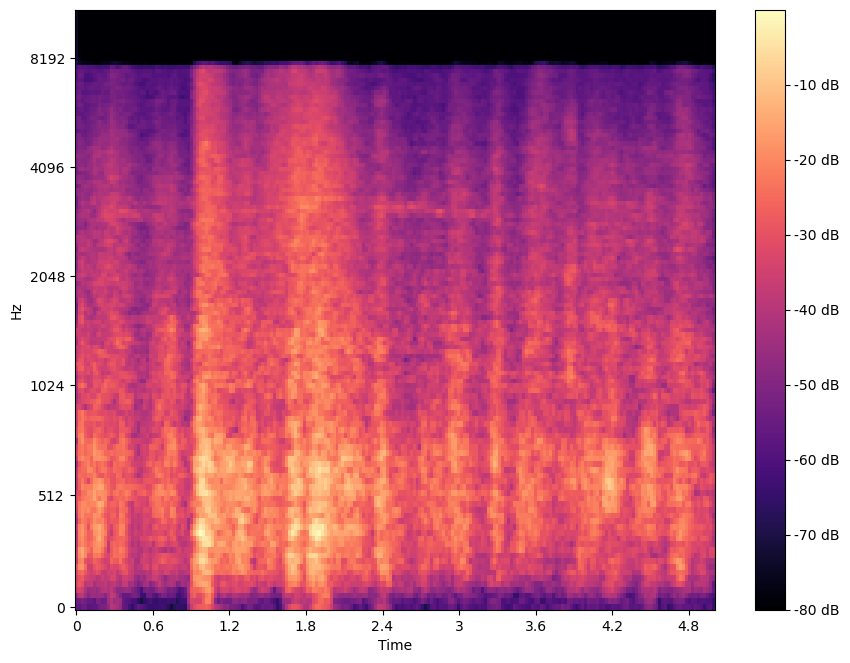 8192
4096
2048
1024
512
0
Hz
0 0.6 1.2 1.8 2.4 3 3.6 4.2 4.8
Time
-10 dB
-20 dB
-30 dB
-40 dB
-50 dB
-60 dB
-70 dB
-80 dB